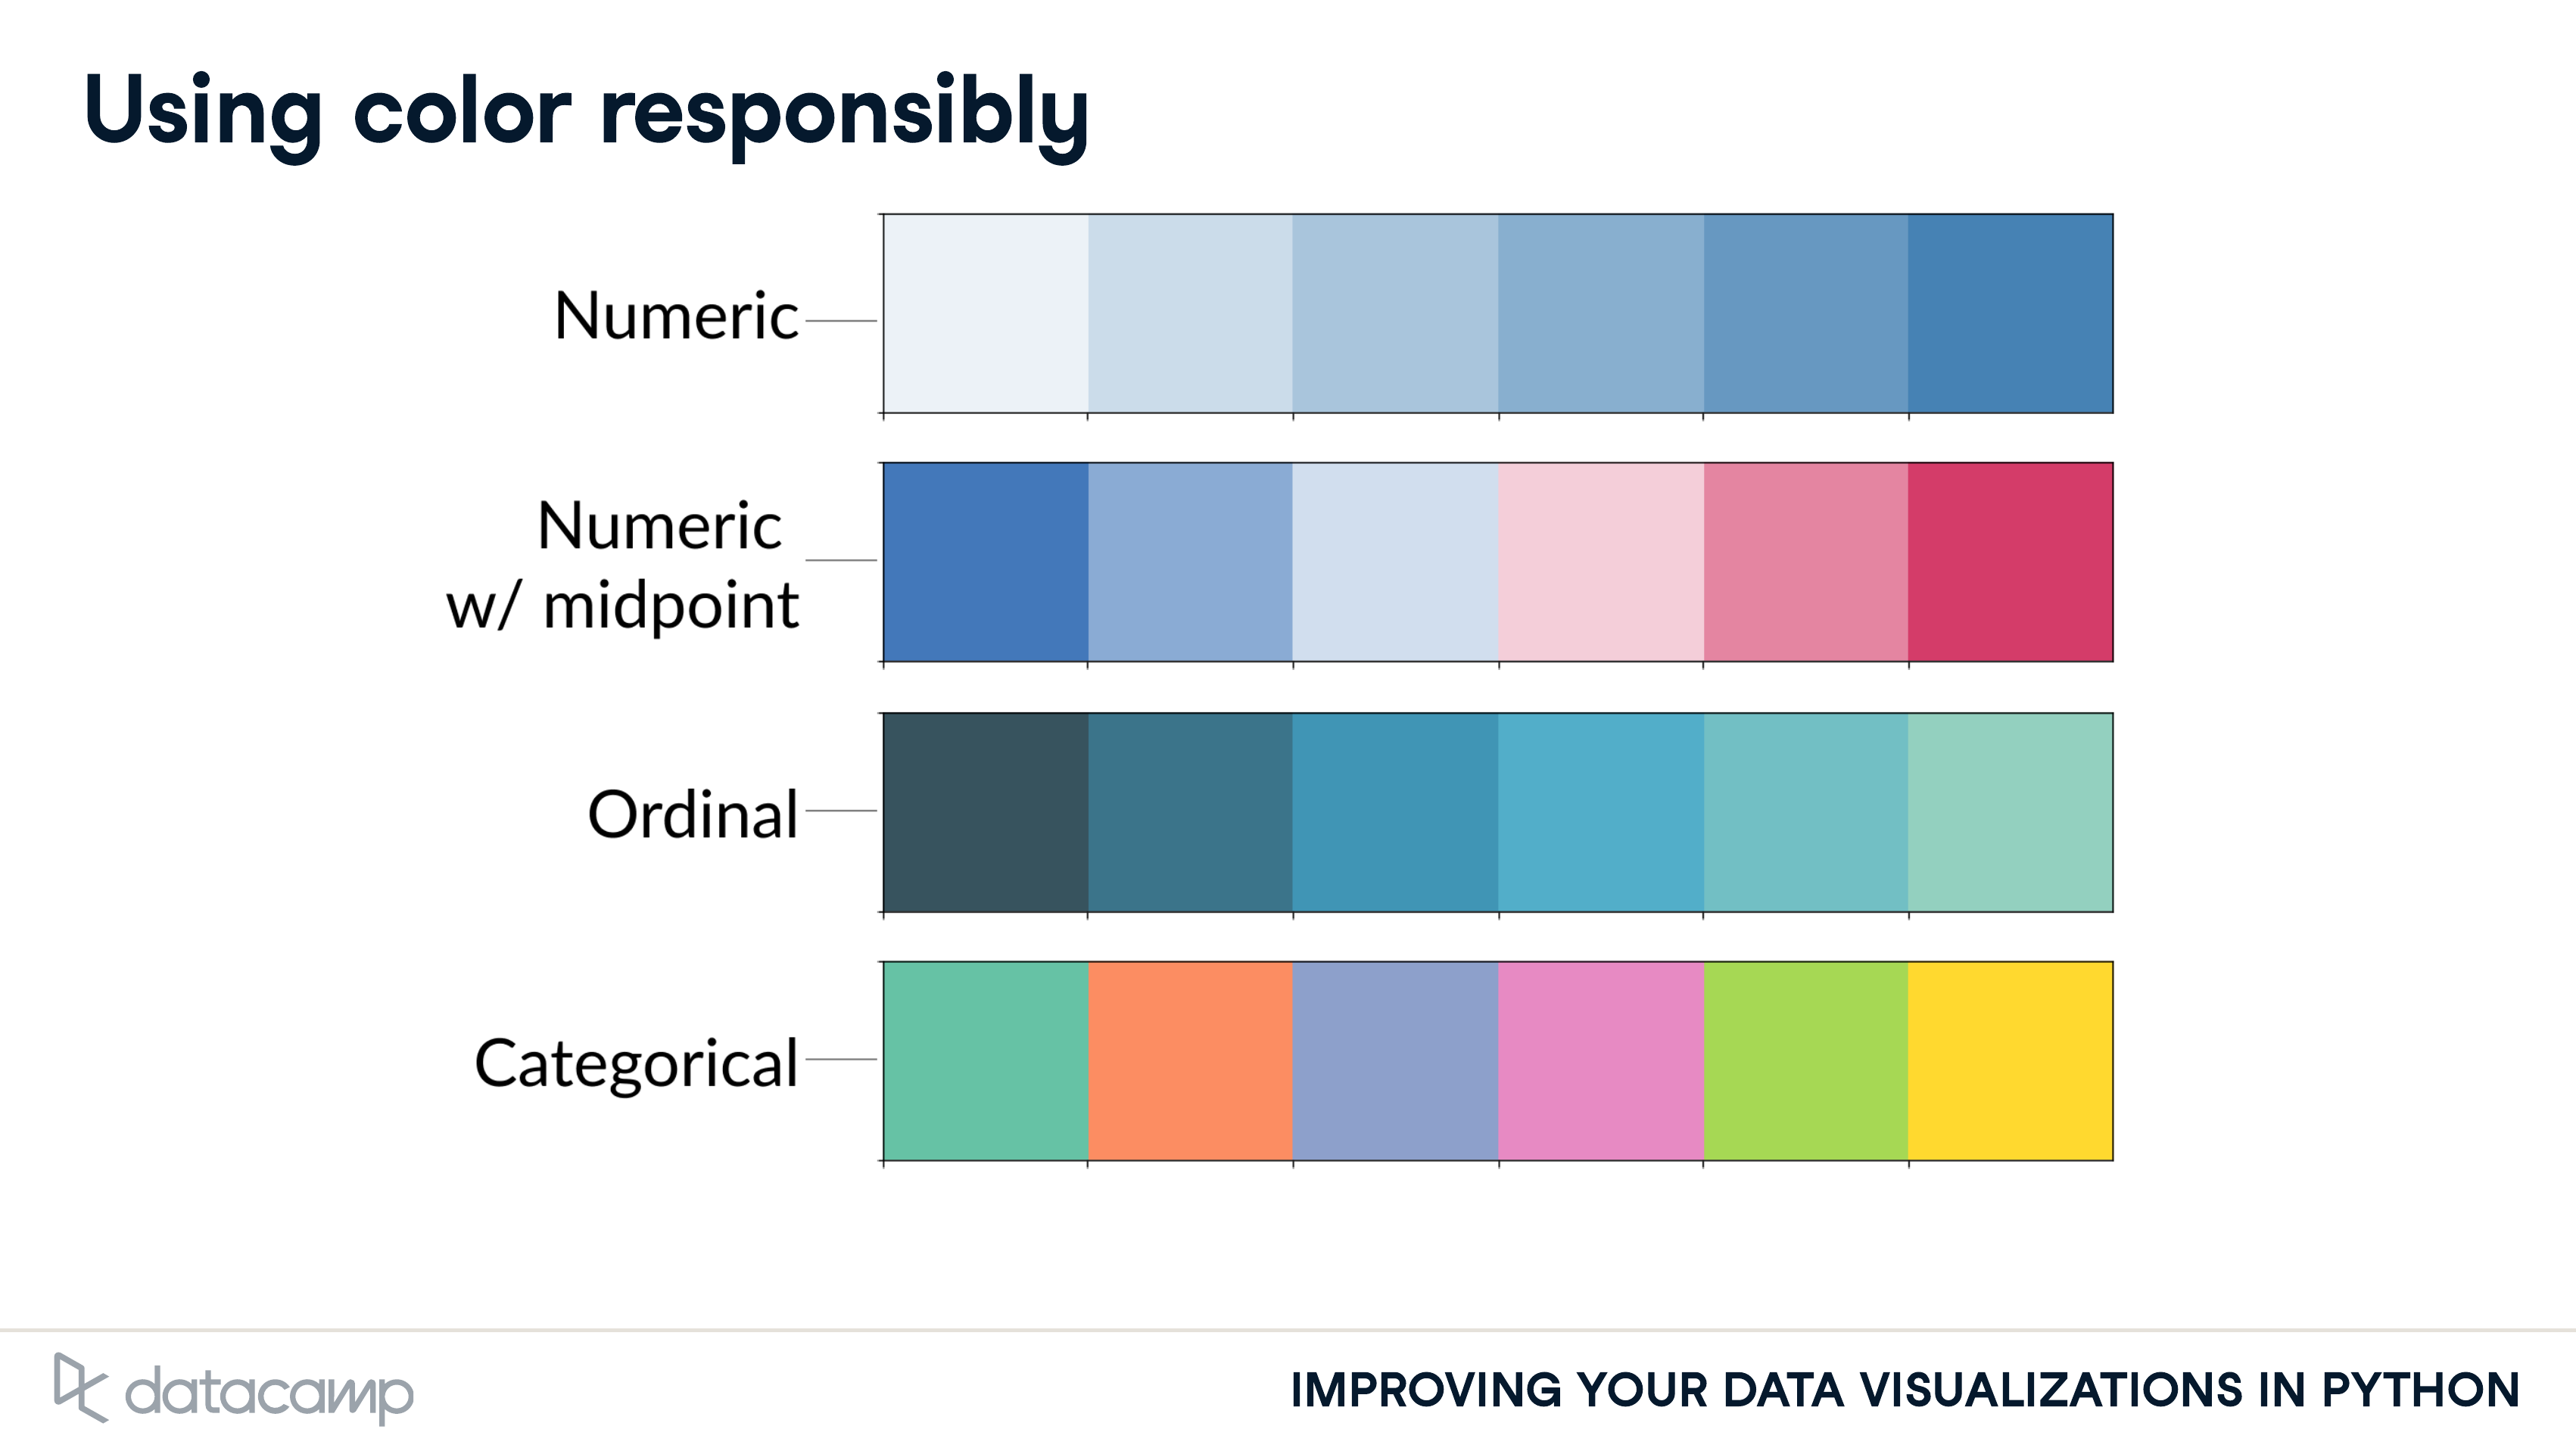 Using color responsibly
Numeric
Numeric
w/ midpoint
Ordinal
Categorical
datacamp
IMPROVING YOUR DATA VISUALIZATIONS IN PYTHON